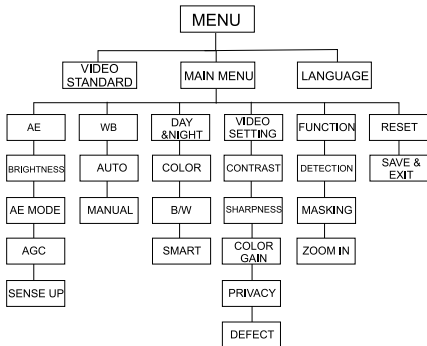 MENU
VIDEO
STANDARD
MAIN MENU
LANGUAGE
AE
BRIGHTNESS
AE MODE
AGC
SENSE UP
WB
AUTO
MANUAL
DAY
&NIGHT
COLOR
B/W
SMART
VIDEO
SETTING
CONTRAST
SHARPNESS
COLOR
GAIN
PRIVACY
DEFECT
FUNCTION
DETECTION
MASKING
ZOOM IN
RESET
SAVE &
EXIT